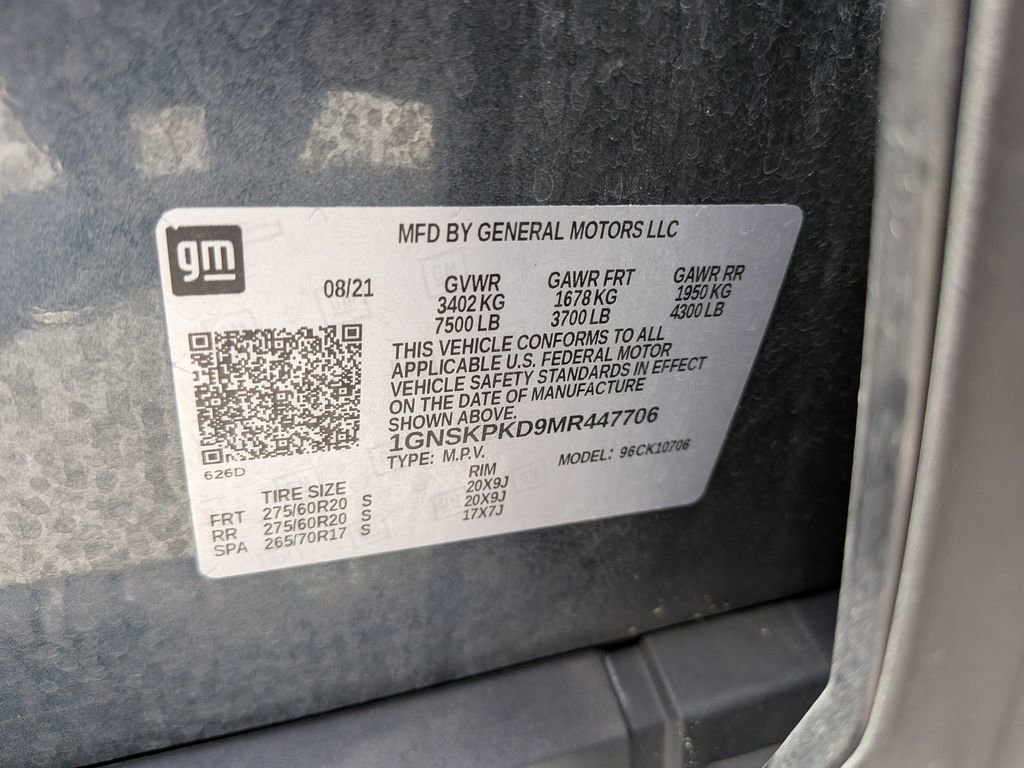 gm
MFD BY GENERAL MOTORS LLC
08/21
GVWR
3402 KG
7500 LB
GAWR FRT
1678 KG
3700 LB
GAWR RR
1950 KG
4300 LB
THIS VEHICLE CONFORMS TO ALL
APPLICABLE U.S. FEDERAL MOTOR
VEHICLE SAFETY STANDARDS IN EFFECT
ON THE DATE OF MANUFACTURE
SHOWN ABOVE.
1GNSKPKD9MR447706
TYPE: M.P.V.
MODEL: 96CK10706
626D
TIRE SIZE
RIM
FRT 275/60R20 S 20X9J
RR 275/60R20 S 20X9J
SPA 265/70R17 S 17X7J